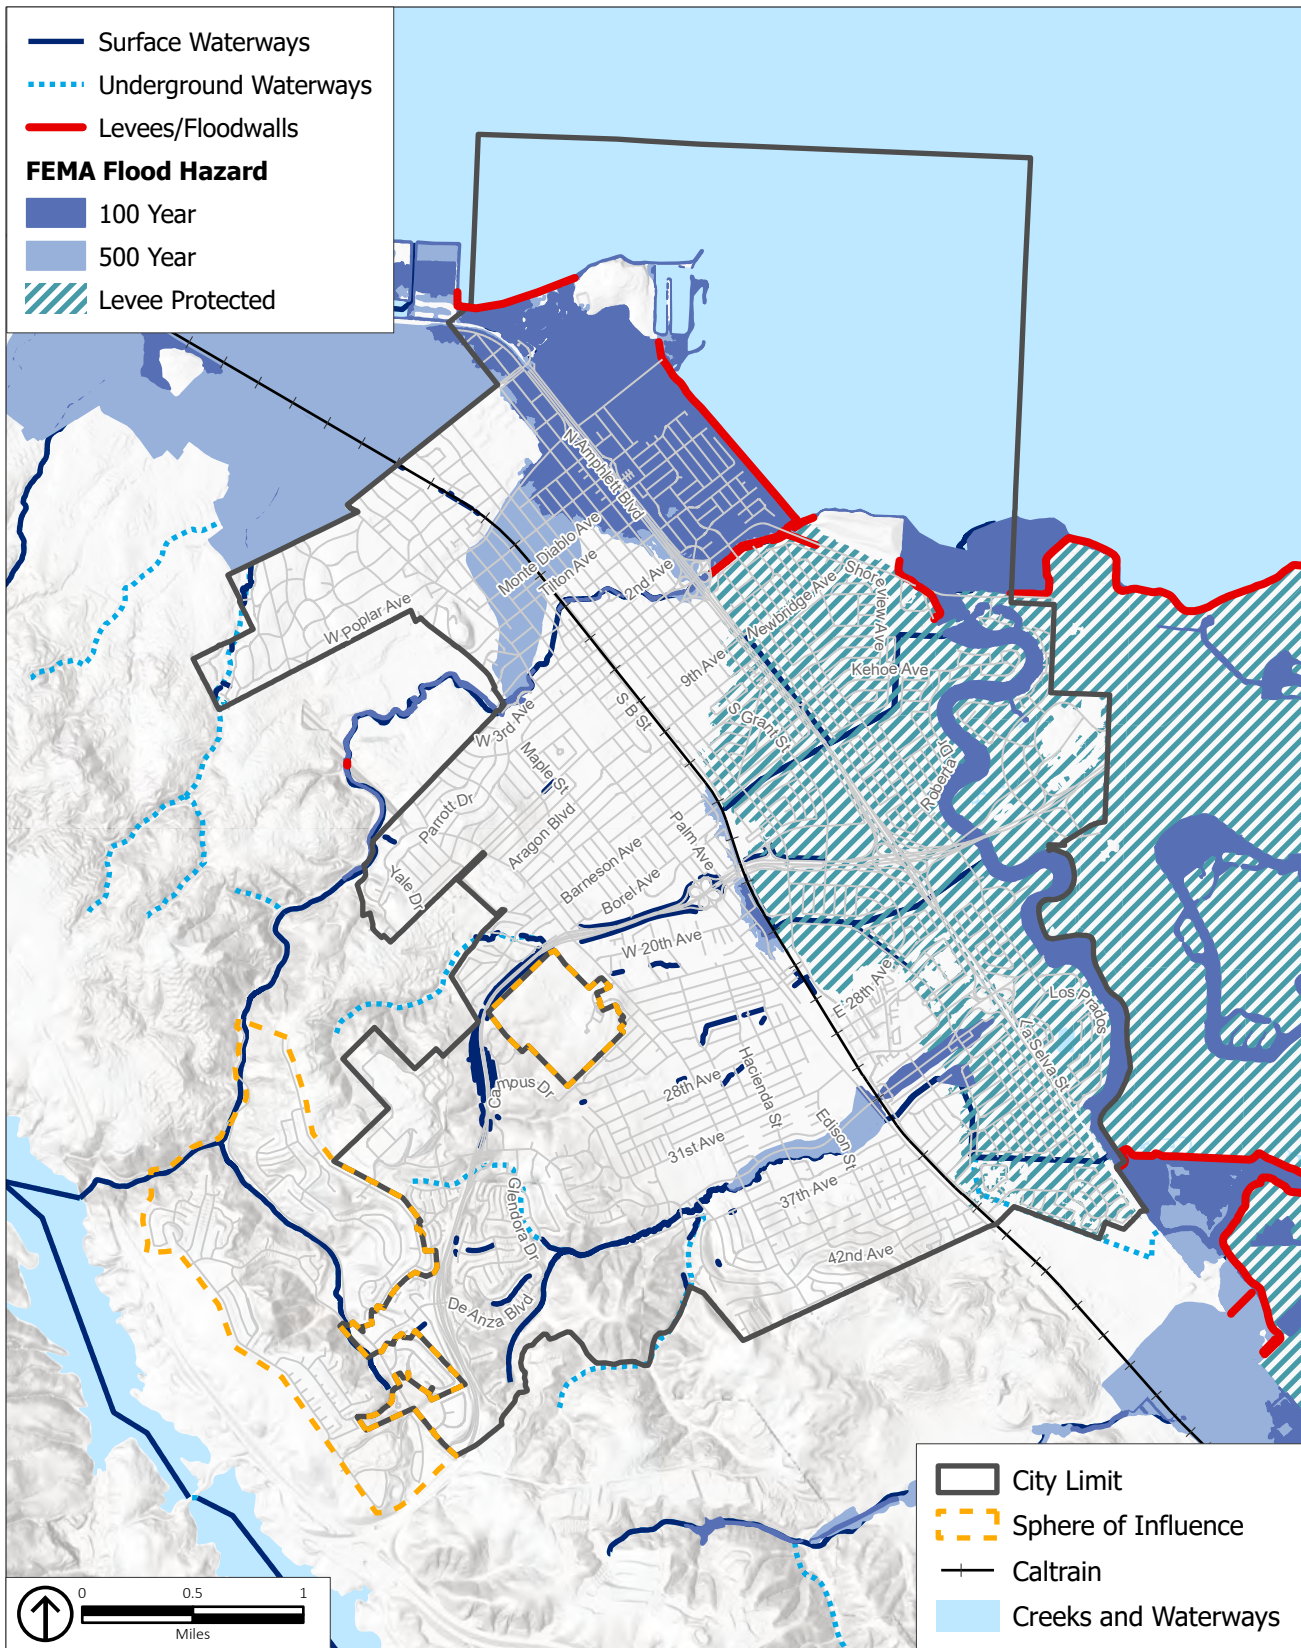 Surface Waterways
Underground Waterways
Levees/Floodwalls
FEMA Flood Hazard
100 Year
500 Year
Levee Protected
N Amphlett Blvd
Monte Diablo Ave
Tilton Ave
2nd Ave
Shoreview Ave
Newbridge Ave
W Poplar Ave
9th Ave
Kehoe Ave
S B St
S Grant St
W 3rd Ave
Maple St
Roberta Dr
Parrott Dr
Aragon Blvd
Palm Ave
Barneson Ave
Yale Dr
Borel Ave
W 20th Ave
E 28th Ave
Los Prados
La Selva St
Hacienda St
28th Ave
Campus Dr
Edison St
31st Ave
37th Ave
Glendora Dr
42nd Ave
De Anza Blvd
City Limit
Sphere of Influence
Caltrain
Creeks and Waterways
0 0.5 1
Miles